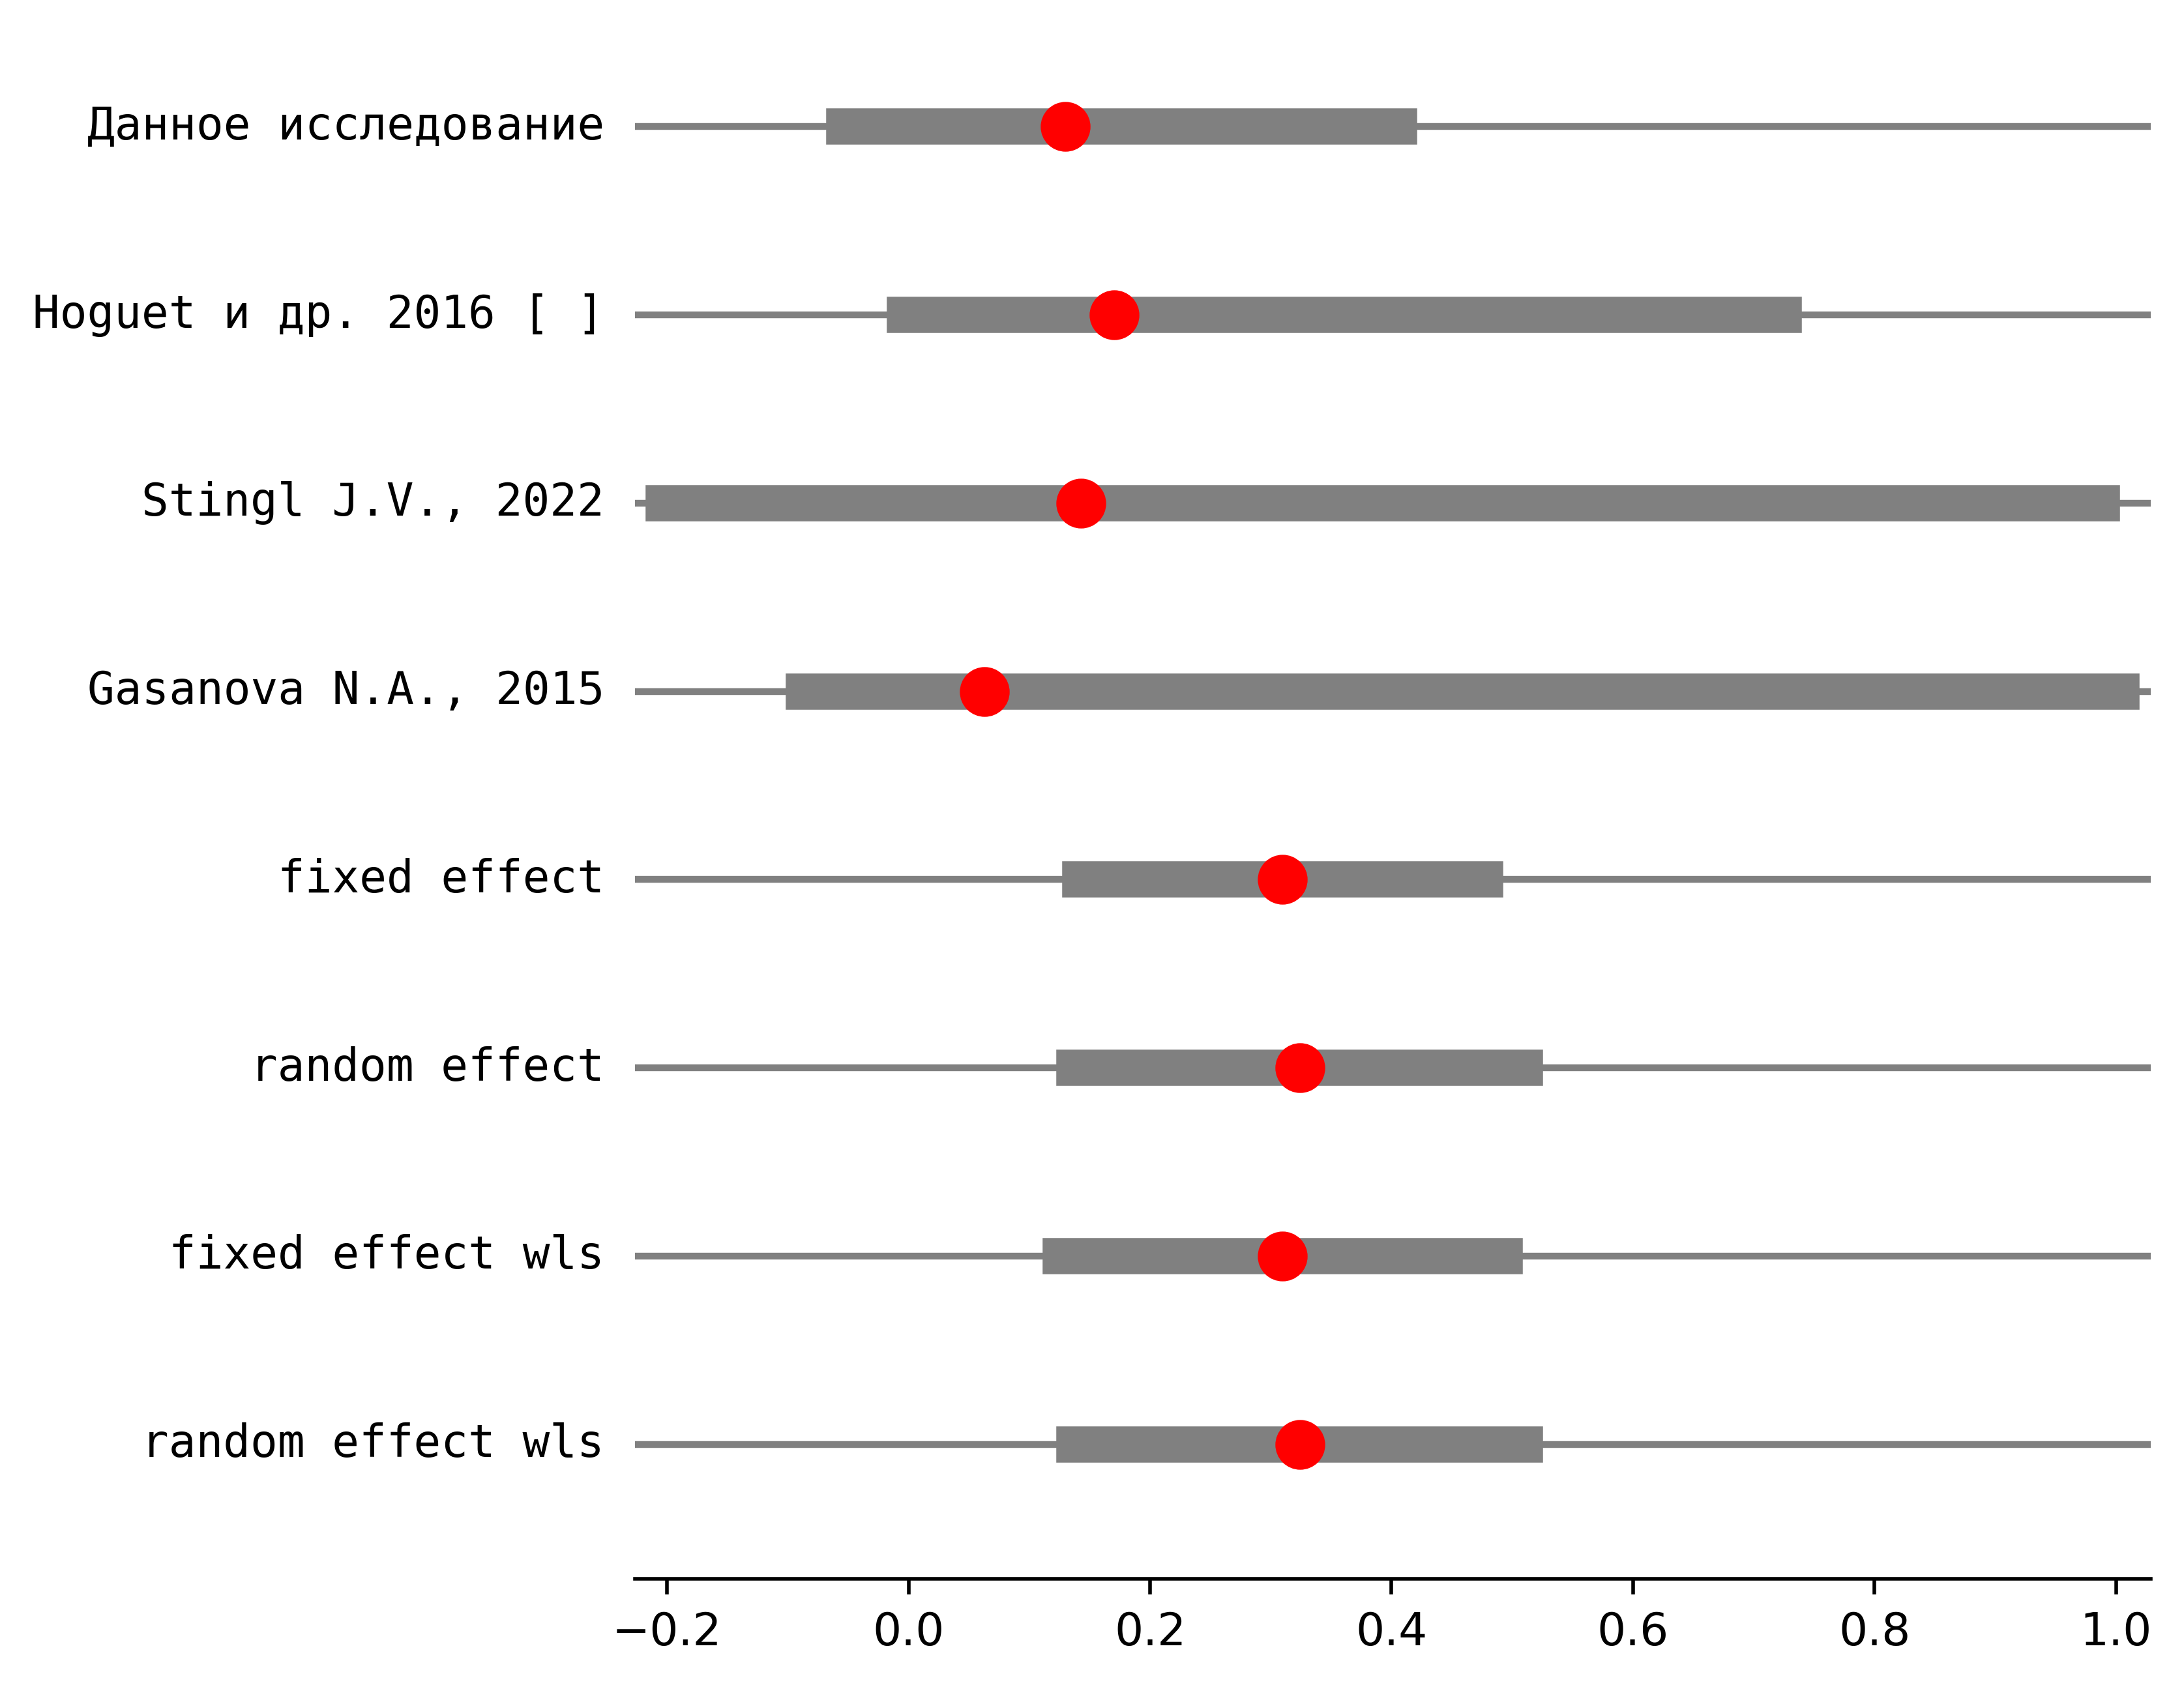 Данное исследование
Hoguet и др. 2016 [ ]
Stingl J.V., 2022
Gasanova N.A., 2015
fixed effect
random effect
fixed effect wls
random effect wls
−0.2 0.0 0.2 0.4 0.6 0.8 1.0